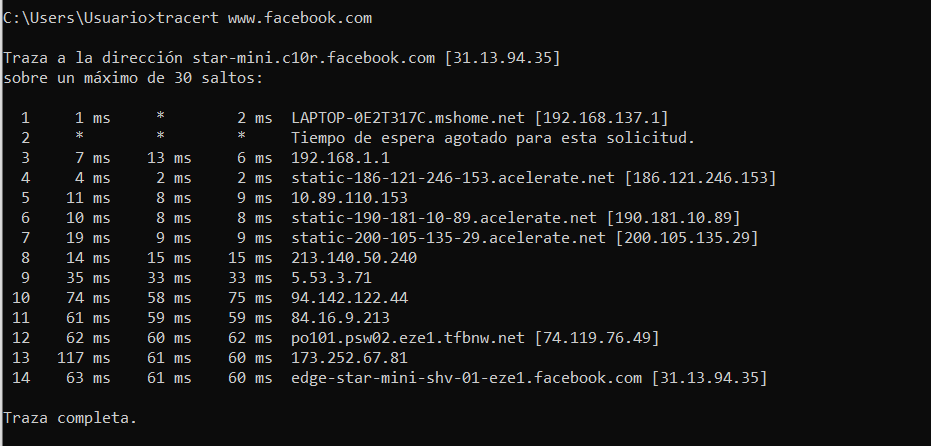 C:\Users\Usuario>tracert www.facebook.com
Traza a la dirección star-mini.c10r.facebook.com [31.13.94.35]
sobre un máximo de 30 saltos:
1 1 ms * 2 ms LAPTOP-0E2T317C.mshome.net [192.168.137.1]
2 * * * Tiempo de espera agotado para esta solicitud.
3 7 ms 13 ms 6 ms 192.168.1.1
4 4 ms 2 ms 2 ms static-186-121-246-153.acelerate.net [186.121.246.153]
5 11 ms 8 ms 9 ms 10.89.110.153
6 10 ms 8 ms 8 ms static-190-181-10-89.acelerate.net [190.181.10.89]
7 19 ms 9 ms 9 ms static-200-105-135-29.acelerate.net [200.105.135.29]
8 14 ms 15 ms 15 ms 213.140.50.240
9 35 ms 33 ms 33 ms 5.53.3.71
10 74 ms 58 ms 75 ms 94.142.122.44
11 61 ms 59 ms 59 ms 84.16.9.213
12 62 ms 60 ms 62 ms po101.psw02.eze1.tfbnw.net [74.119.76.49]
13 117 ms 61 ms 60 ms 173.252.67.81
14 63 ms 61 ms 60 ms edge-star-mini-shv-01-eze1.facebook.com [31.13.94.35]
Traza completa.